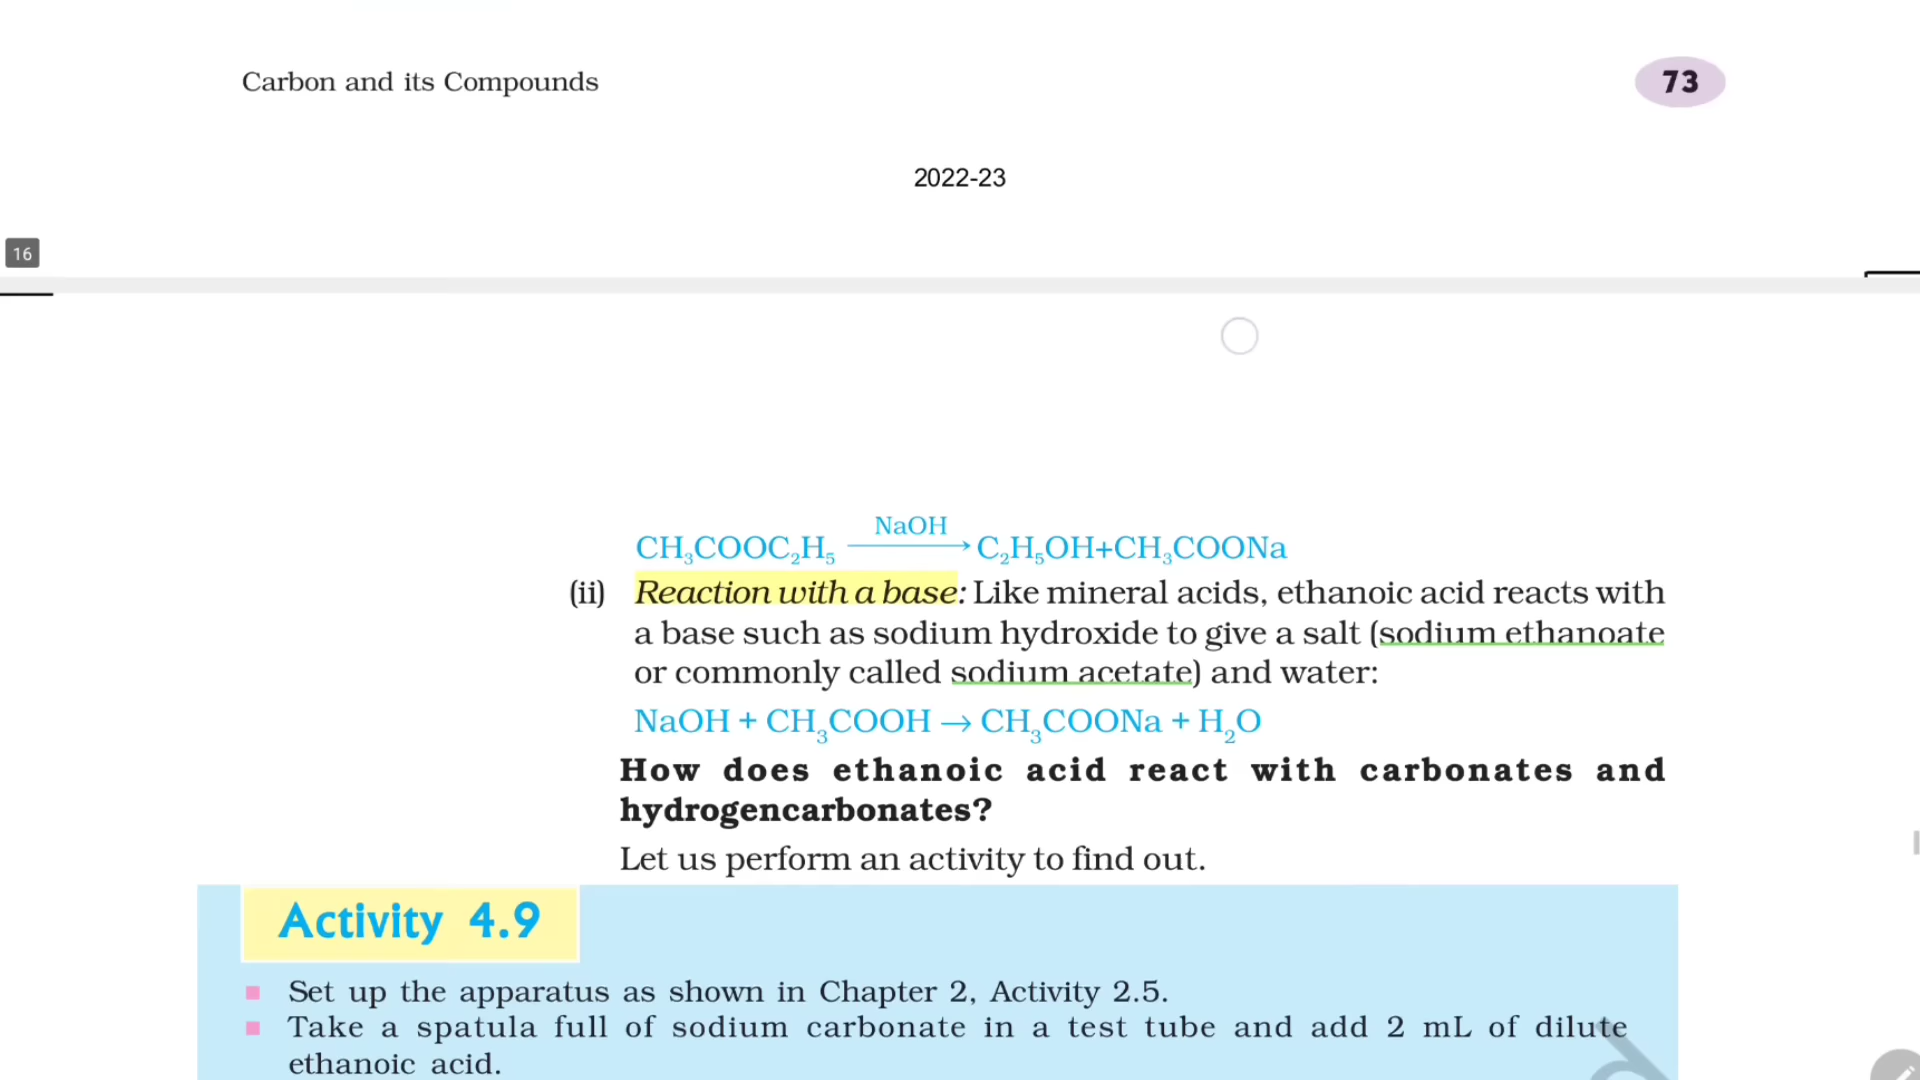 Carbon and its Compounds
73
2022-23
16
NaOH
CH₃COOC₂H₅ ⟶ C₂H₅OH+CH₃COONa
(ii) Reaction with a base: Like mineral acids, ethanoic acid reacts with
a base such as sodium hydroxide to give a salt (sodium ethanoate
or commonly called sodium acetate) and water:
NaOH + CH₃COOH → CH₃COONa + H₂O
How does ethanoic acid react with carbonates and
hydrogencarbonates?
Let us perform an activity to find out.
Activity 4.9
■ Set up the apparatus as shown in Chapter 2, Activity 2.5.
■ Take a spatula full of sodium carbonate in a test tube and add 2 mL of dilute
ethanoic acid.